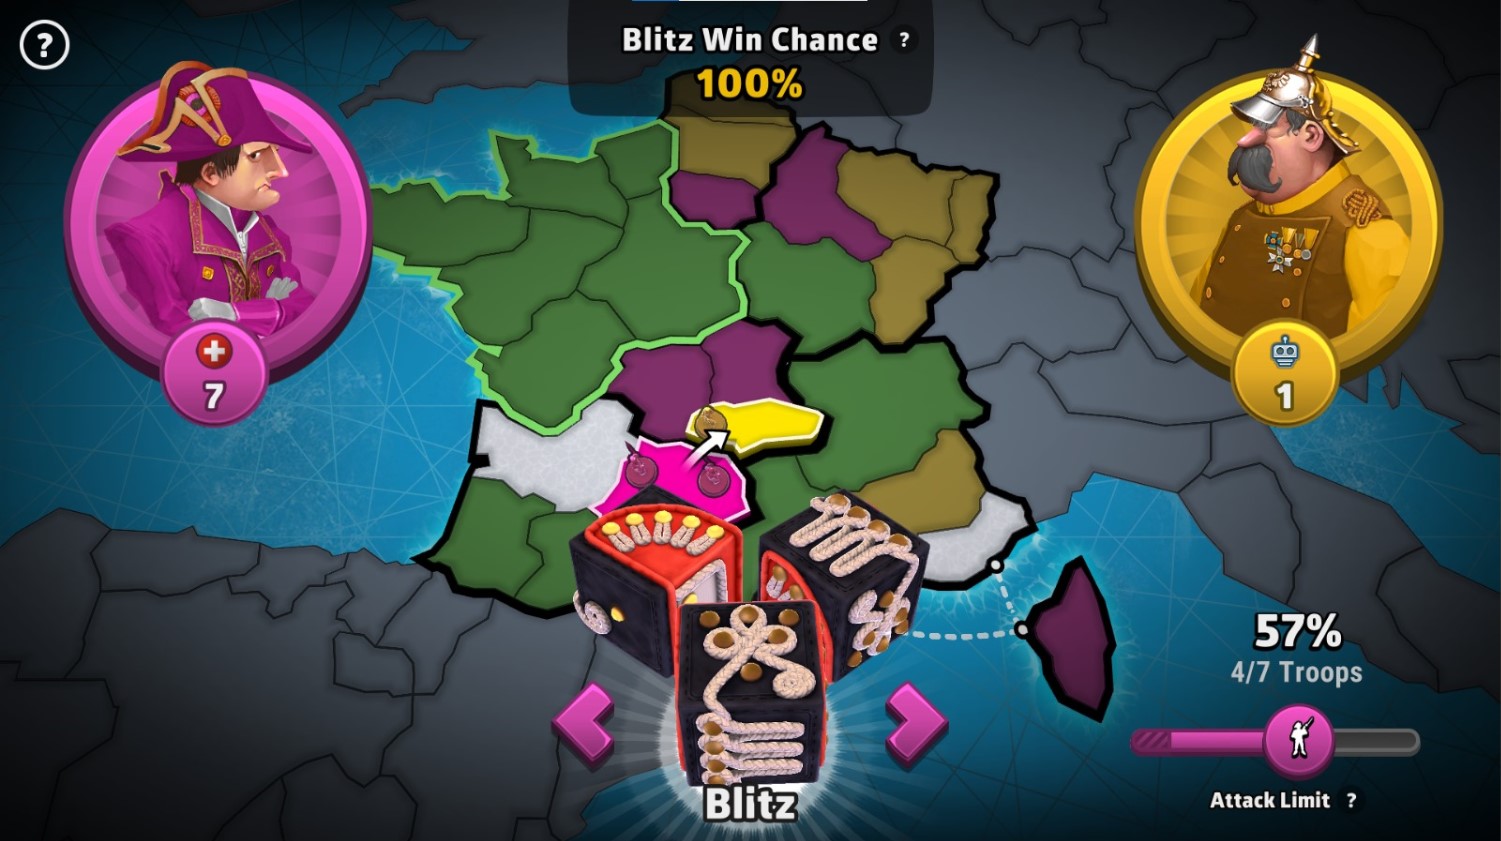 ?
Blitz Win Chance ?
100%
7
1
57%
4/7 Troops
Attack Limit ?
Blitz